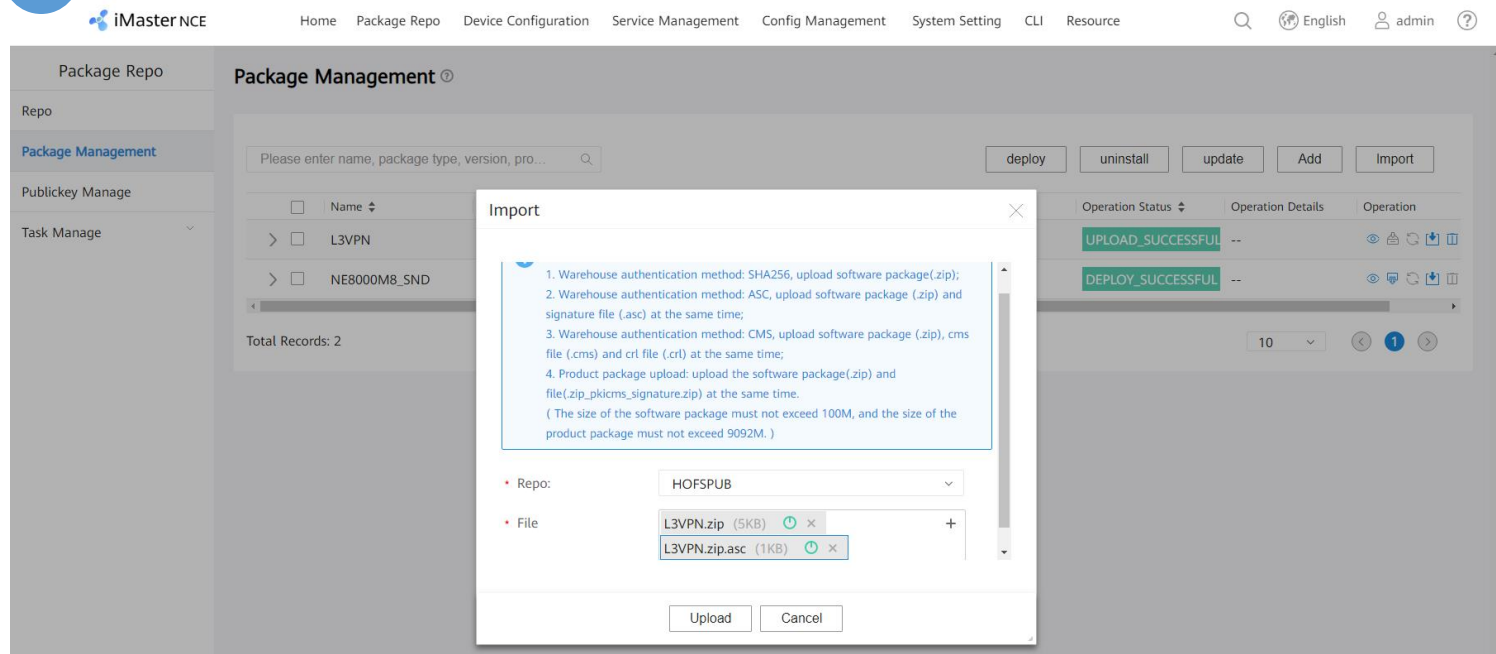 iMaster NCE Home Package Repo Device Configuration Service Management Config Management System Setting CLI Resource English admin
Package Repo
Repo
Package Management
Publickey Manage
Task Manage
Package Management
Please enter name, package type, version, pro... deploy uninstall update Add Import
Name Operation Status Operation Details Operation
L3VPN UPLOAD_SUCCESSFUL --
NE8000M8_SND DEPLOY_SUCCESSFUL --
Total Records: 2 10 1
Import
1. Warehouse authentication method: SHA256, upload software package(.zip);
2. Warehouse authentication method: ASC, upload software package (.zip) and
signature file (.asc) at the same time;
3. Warehouse authentication method: CMS, upload software package (.zip), cms
file (.cms) and crl file (.crl) at the same time;
4. Product package upload: upload the software package(.zip) and
file(.zip_pkicms_signature.zip) at the same time.
( The size of the software package must not exceed 100M, and the size of the
product package must not exceed 9092M. )
* Repo: HOFSPUB
* File L3VPN.zip (5KB)
L3VPN.zip.asc (1KB)
Upload Cancel